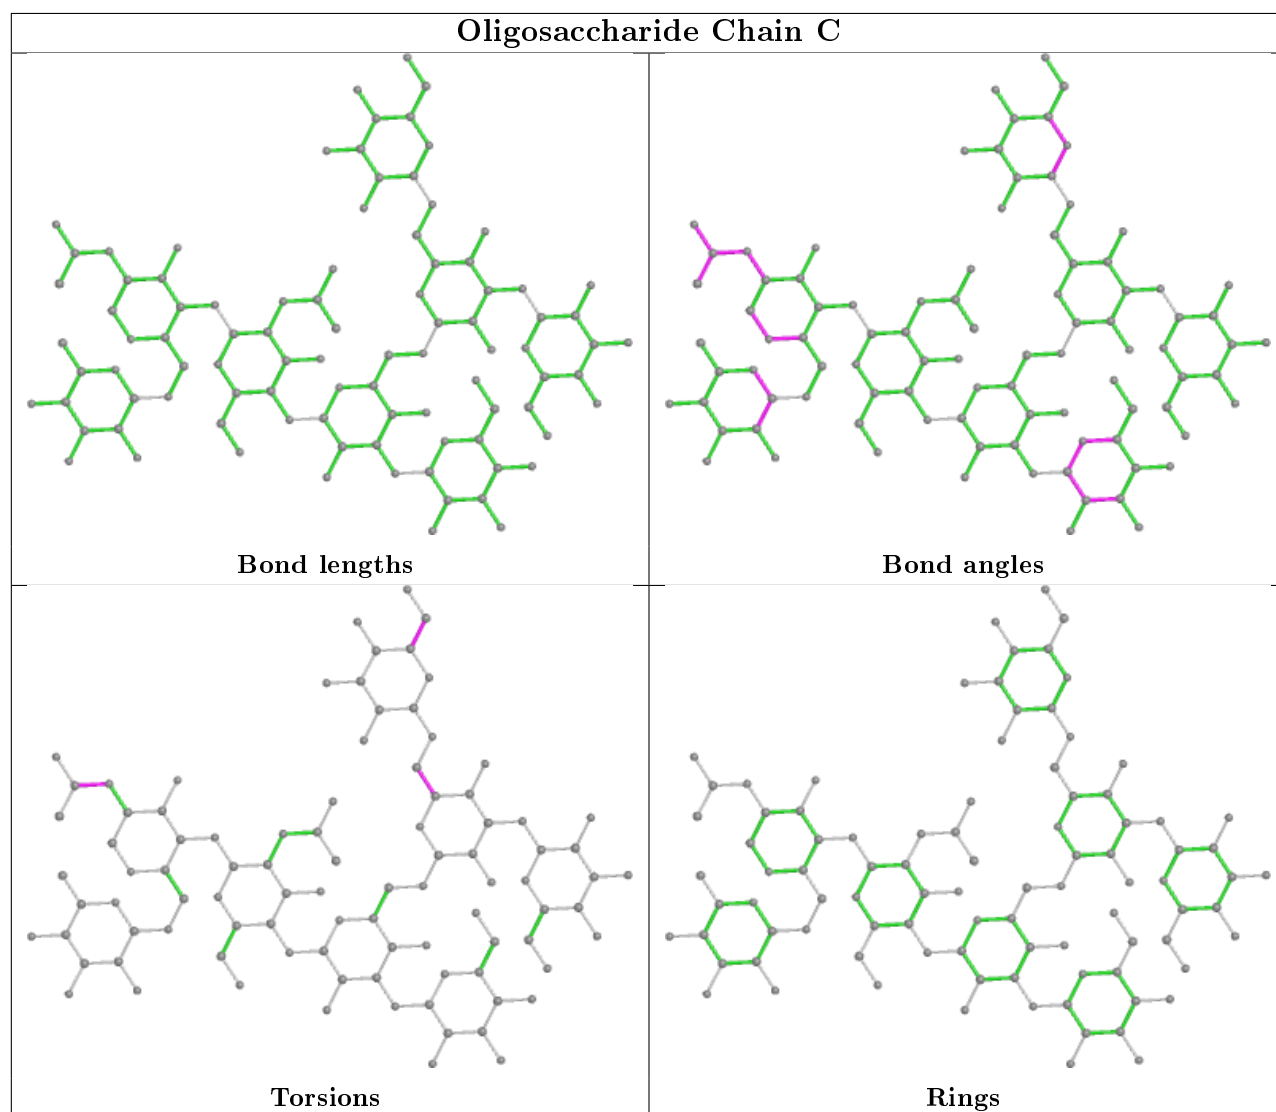 Oligosaccharide Chain C
Bond lengths
Bond angles
Torsions
Rings